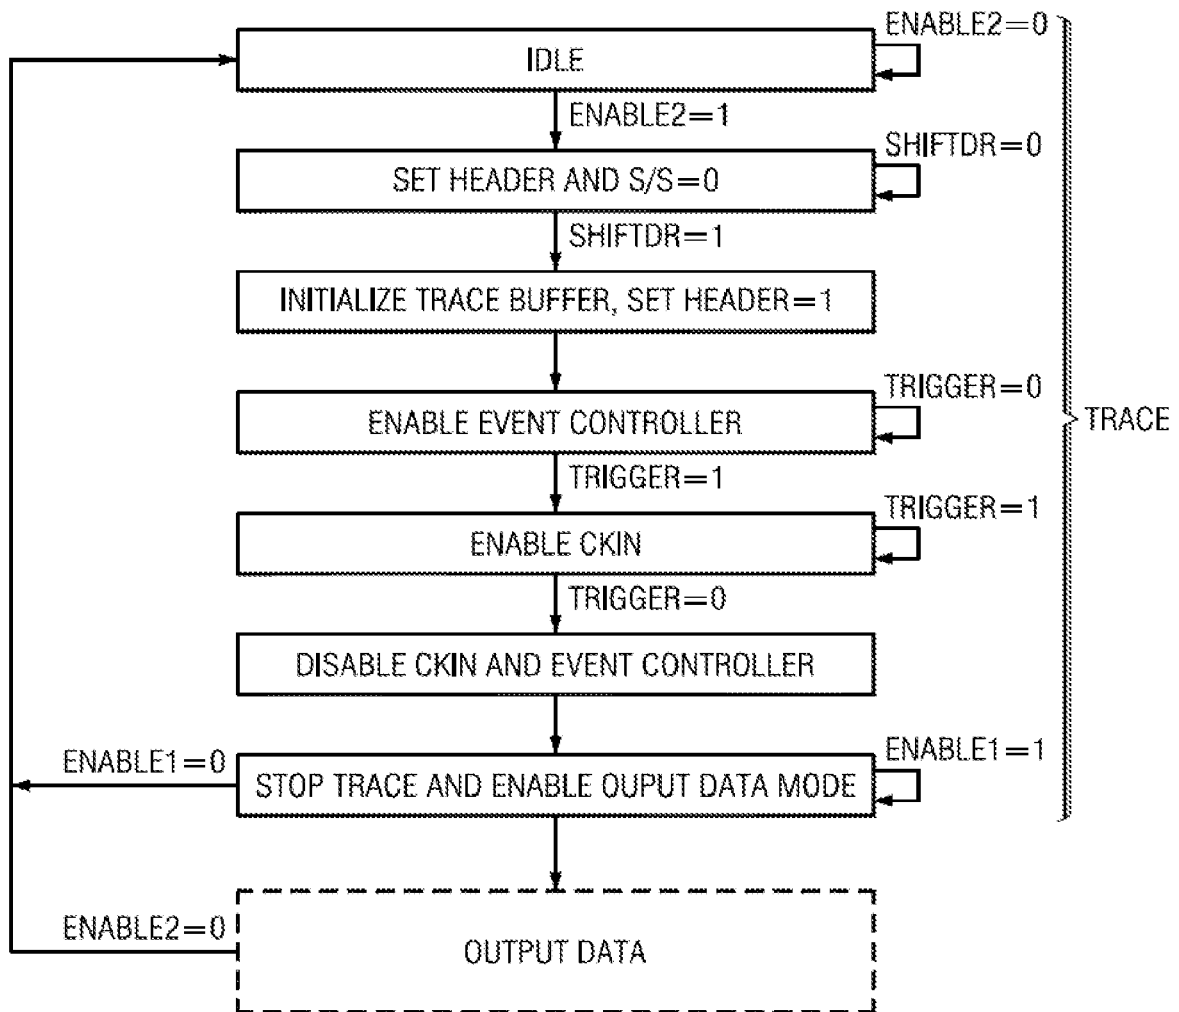 ENABLE2=0
IDLE
ENABLE2=1
SHIFTDR=0
SET HEADER AND S/S=0
SHIFTDR=1
INITIALIZE TRACE BUFFER, SET HEADER=1
TRIGGER=0
ENABLE EVENT CONTROLLER
TRACE
TRIGGER=1
TRIGGER=1
ENABLE CKIN
TRIGGER=0
DISABLE CKIN AND EVENT CONTROLLER
ENABLE1=0
ENABLE1=1
STOP TRACE AND ENABLE OUPUT DATA MODE
ENABLE2=0
OUTPUT DATA